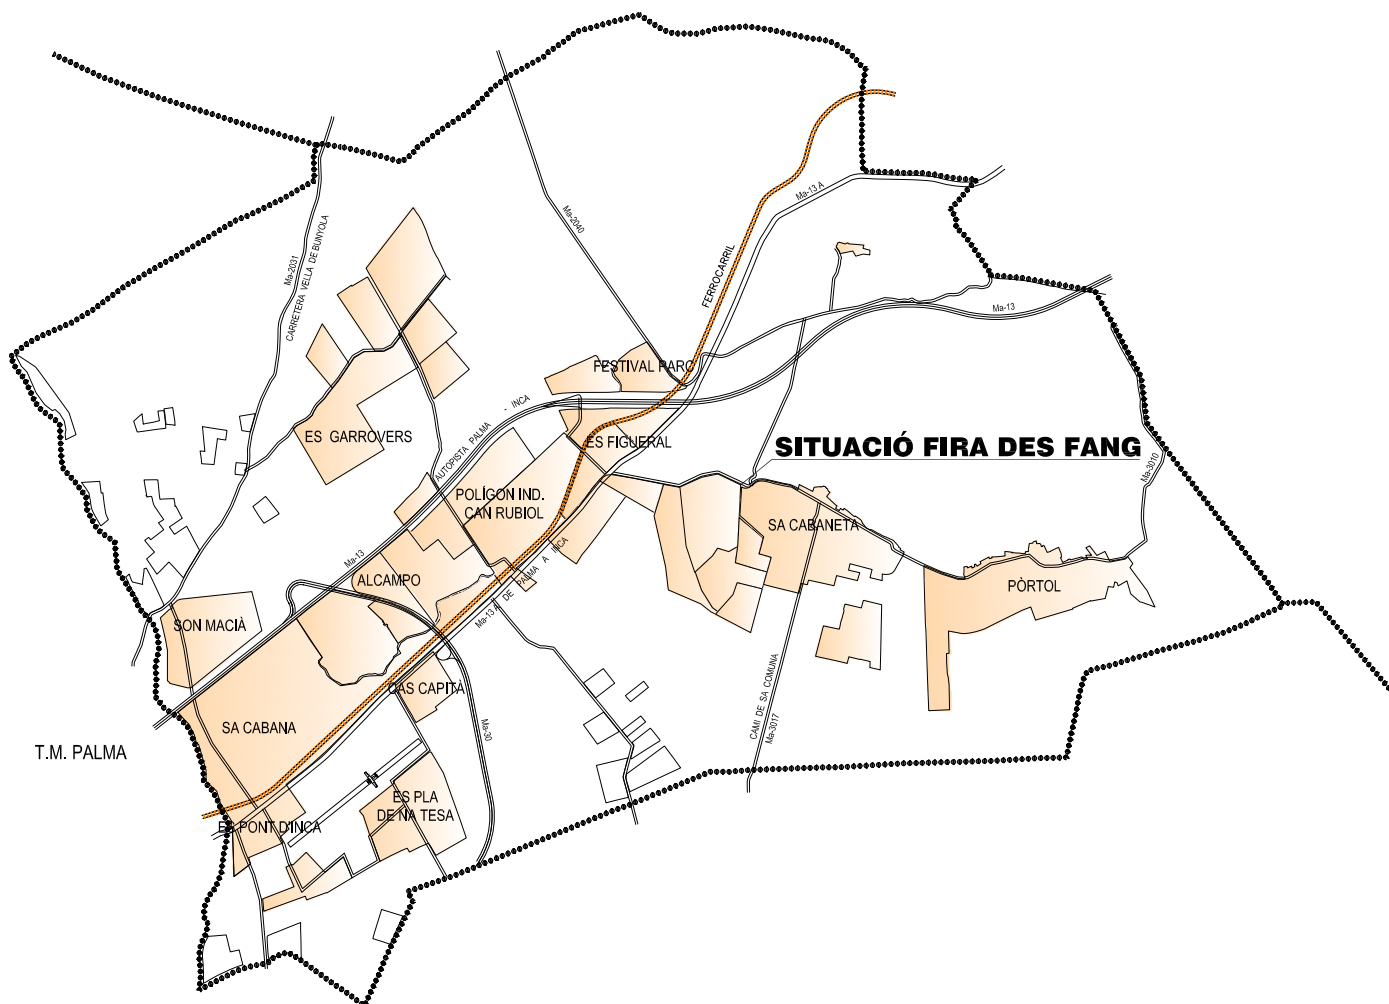 Ma-13 A
Ma-2040
Ma-2031
CARRETERA VELLA DE BUNYOLA
FERROCARRIL
Ma-13
FESTIVAL PARC
AUTOPISTA PALMA - INCA
ES GARROVERS
ES FIGUERAL
SITUACIÓ FIRA DES FANG
Ma-3010
POLÍGON IND.
CAN RUBIOL
SA CABANETA
Ma-13
ALCAMPO
Ma-13 A DE PALMA A INCA
PÒRTOL
SON MACIÀ
CAS CAPITÀ
CAMI DE SA COMUNA
Ma-3017
Ma-30
SA CABANA
T.M. PALMA
ES PLA
DE NA TESA
ES PONT D'INCA